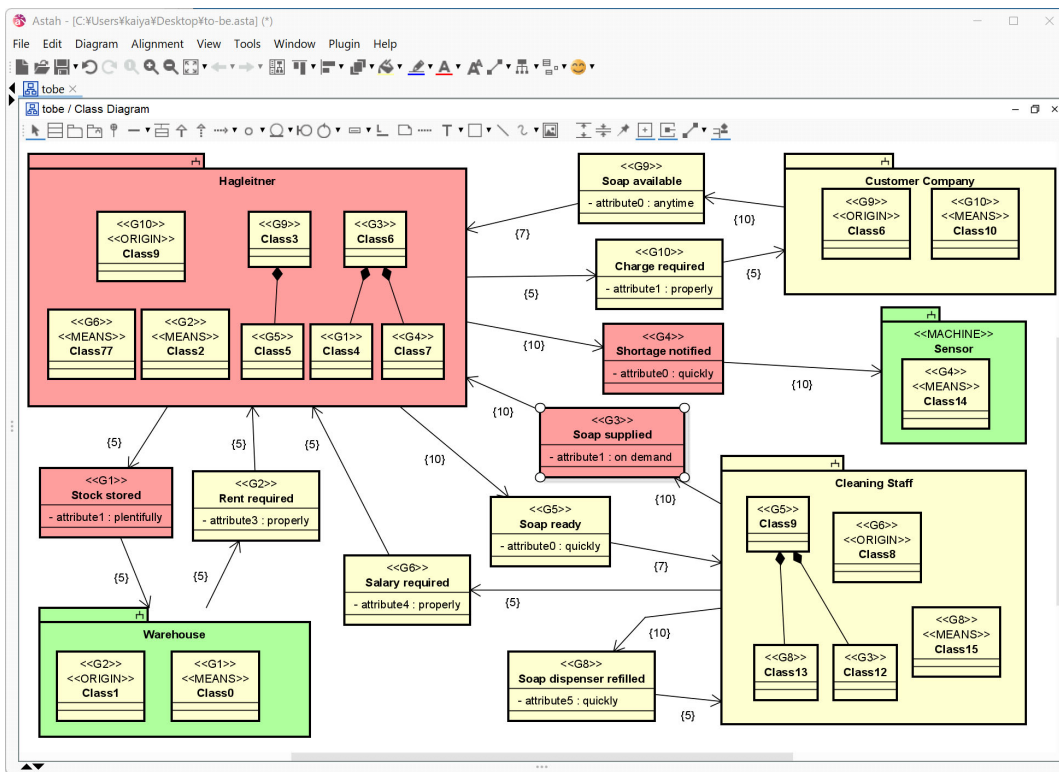 Astah - [C:¥Users¥kaiya¥Desktop¥to-be.asta] (*)
File Edit Diagram Alignment View Tools Window Plugin Help
tobe
tobe / Class Diagram
Hagleitner
<<G10>>
<<ORIGIN>>
Class9
<<G9>>
Class3
<<G3>>
Class6
<<G6>>
<<MEANS>>
Class77
<<G2>>
<<MEANS>>
Class2
<<G5>>
Class5
<<G1>>
Class4
<<G4>>
Class7
<<G9>>
Soap available
- attribute0 : anytime
{7}
{10}
Customer Company
<<G9>>
<<ORIGIN>>
Class6
<<G10>>
<<MEANS>>
Class10
<<G10>>
Charge required
- attribute1 : properly
{5}
{5}
<<G4>>
Shortage notified
- attribute0 : quickly
{10}
{10}
<<MACHINE>>
Sensor
<<G4>>
<<MEANS>>
Class14
<<G3>>
Soap supplied
- attribute1 : on demand
{10}
{10}
{5}
{5}
{5}
{10}
<<G1>>
Stock stored
- attribute1 : plentifully
<<G2>>
Rent required
- attribute3 : properly
<<G5>>
Soap ready
- attribute0 : quickly
{7}
<<G6>>
Salary required
- attribute4 : properly
{5}
{5}
{5}
Warehouse
<<G2>>
<<ORIGIN>>
Class1
<<G1>>
<<MEANS>>
Class0
<<G8>>
Soap dispenser refilled
- attribute5 : quickly
{10}
{5}
Cleaning Staff
<<G5>>
Class9
<<G6>>
<<ORIGIN>>
Class8
<<G8>>
<<MEANS>>
Class15
<<G8>>
Class13
<<G3>>
Class12